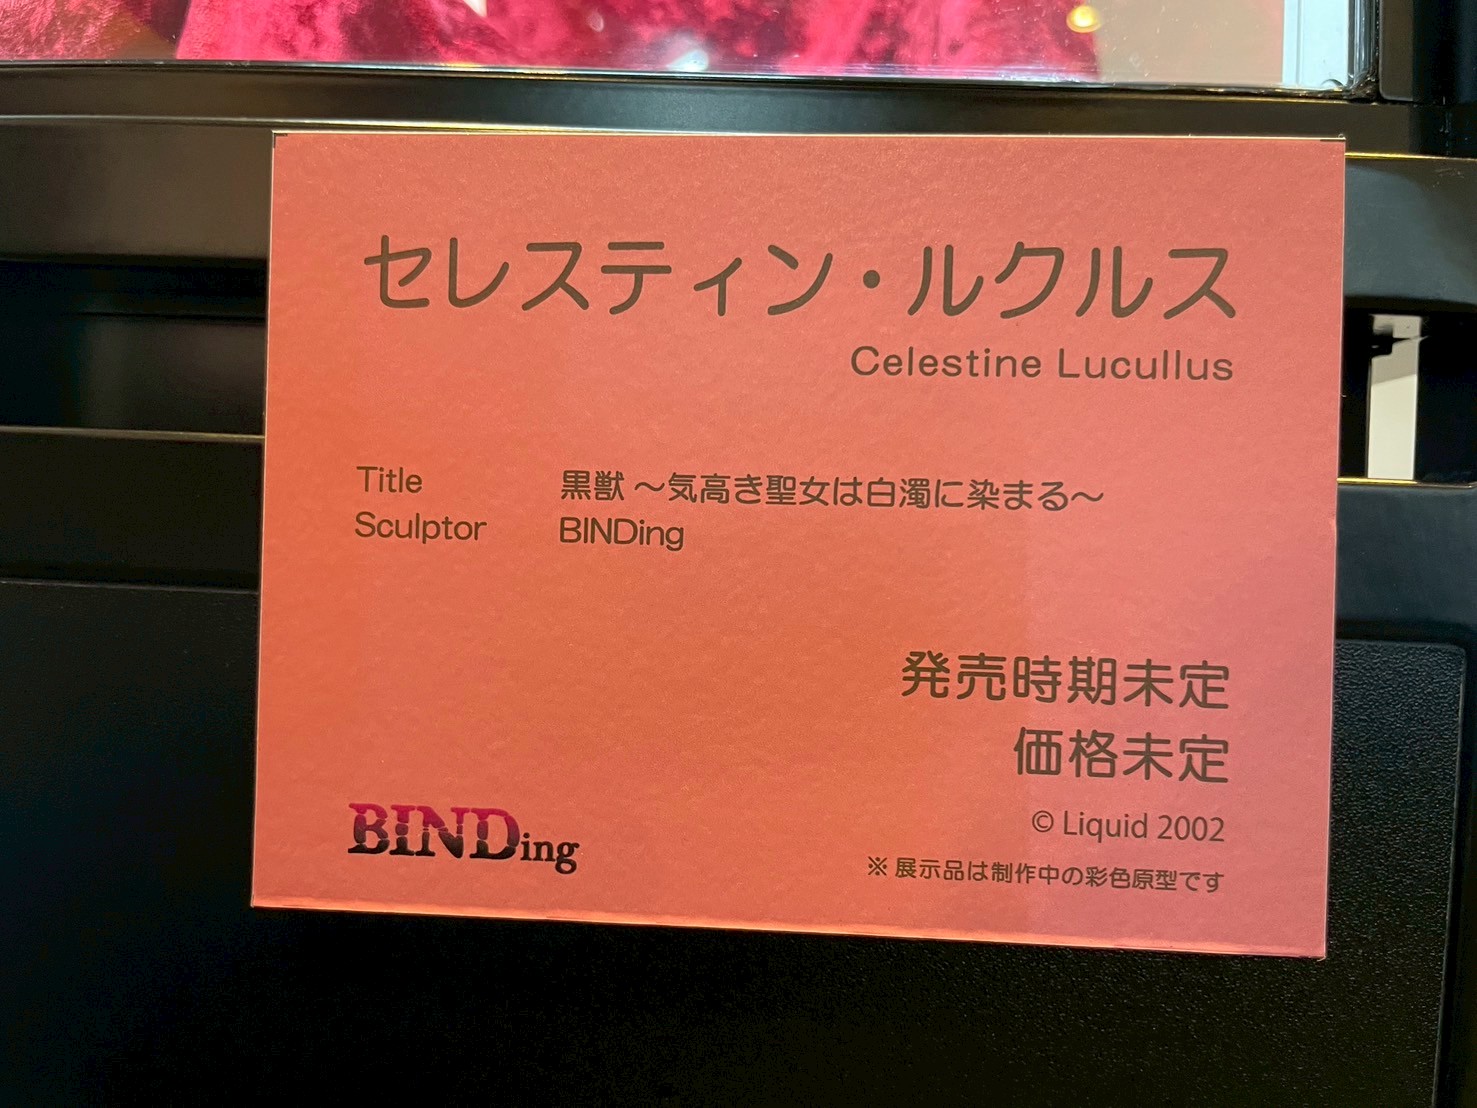 セレスティン・ルクルス
Celestine Lucullus
Title 黒獣 ～気高き聖女は白濁に染まる～
Sculptor BINDing
発売時期未定
価格未定
© Liquid 2002
BINDing
※ 展示品は制作中の彩色原型です